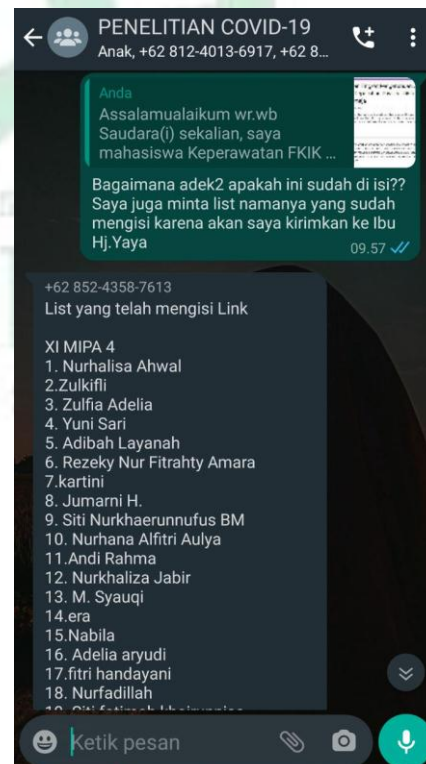 PENELITIAN COVID-19
Anak, +62 812-4013-6917, +62 8...
Anda
Assalamualaikum wr.wb
Saudara(i) sekalian, saya
mahasiswa Keperawatan FKIK ...
Bagaimana adek2 apakah ini sudah di isi??
Saya juga minta list namanya yang sudah
mengisi karena akan saya kirimkan ke Ibu
Hj.Yaya
09.57
+62 852-4358-7613
List yang telah mengisi Link
XI MIPA 4
1. Nurhalisa Ahwal
2.Zulkifli
3. Zulfia Adelia
4. Yuni Sari
5. Adibah Layanah
6. Rezeky Nur Fitrahty Amara
7.kartini
8. Jumarni H.
9. Siti Nurkhaerunnufus BM
10. Nurhana Alfitri Aulya
11.Andi Rahma
12. Nurkhaliza Jabir
13. M. Syauqi
14.era
15.Nabila
16. Adelia aryudi
17.fitri handayani
18. Nurfadillah
Ketik pesan